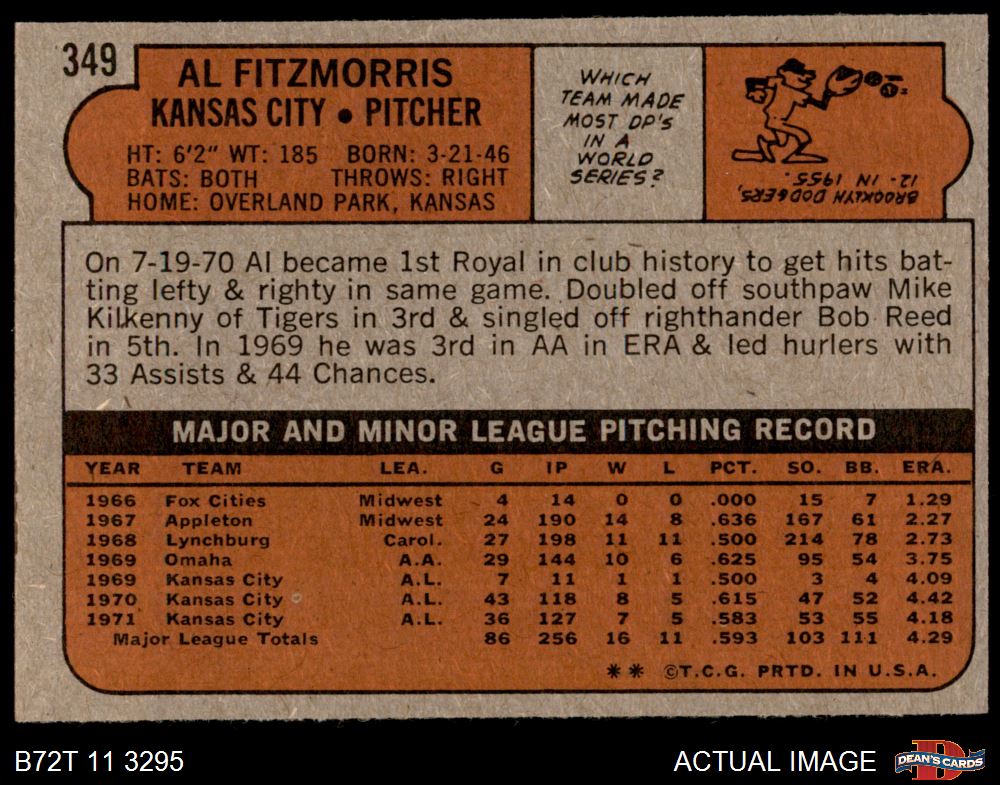 349
AL FITZMORRIS
KANSAS CITY • PITCHER
HT: 6'2" WT: 185 BORN: 3-21-46
BATS: BOTH THROWS: RIGHT
HOME: OVERLAND PARK, KANSAS
WHICH
TEAM MADE
MOST DP'S
IN A
WORLD
SERIES?
BROOKLYN DODGERS,
12 IN 1955.
On 7-19-70 Al became 1st Royal in club history to get hits bat-
ting lefty & righty in same game. Doubled off southpaw Mike
Kilkenny of Tigers in 3rd & singled off righthander Bob Reed
in 5th. In 1969 he was 3rd in AA in ERA & led hurlers with
33 Assists & 44 Chances.
MAJOR AND MINOR LEAGUE PITCHING RECORD
YEAR TEAM LEA. G IP W L PCT. SO. BB. ERA.
1966 Fox Cities Midwest 4 14 0 0 .000 15 7 1.29
1967 Appleton Midwest 24 190 14 8 .636 167 61 2.27
1968 Lynchburg Carol. 27 198 11 11 .500 214 78 2.73
1969 Omaha A.A. 29 144 10 6 .625 95 54 3.75
1969 Kansas City A.L. 7 11 1 1 .500 3 4 4.09
1970 Kansas City A.L. 43 118 8 5 .615 47 52 4.42
1971 Kansas City A.L. 36 127 7 5 .583 53 55 4.18
Major League Totals 86 256 16 11 .593 103 111 4.29
** ©T.C.G. PRTD. IN U.S.A.
B72T 11 3295
ACTUAL IMAGE
DEAN'S CARDS